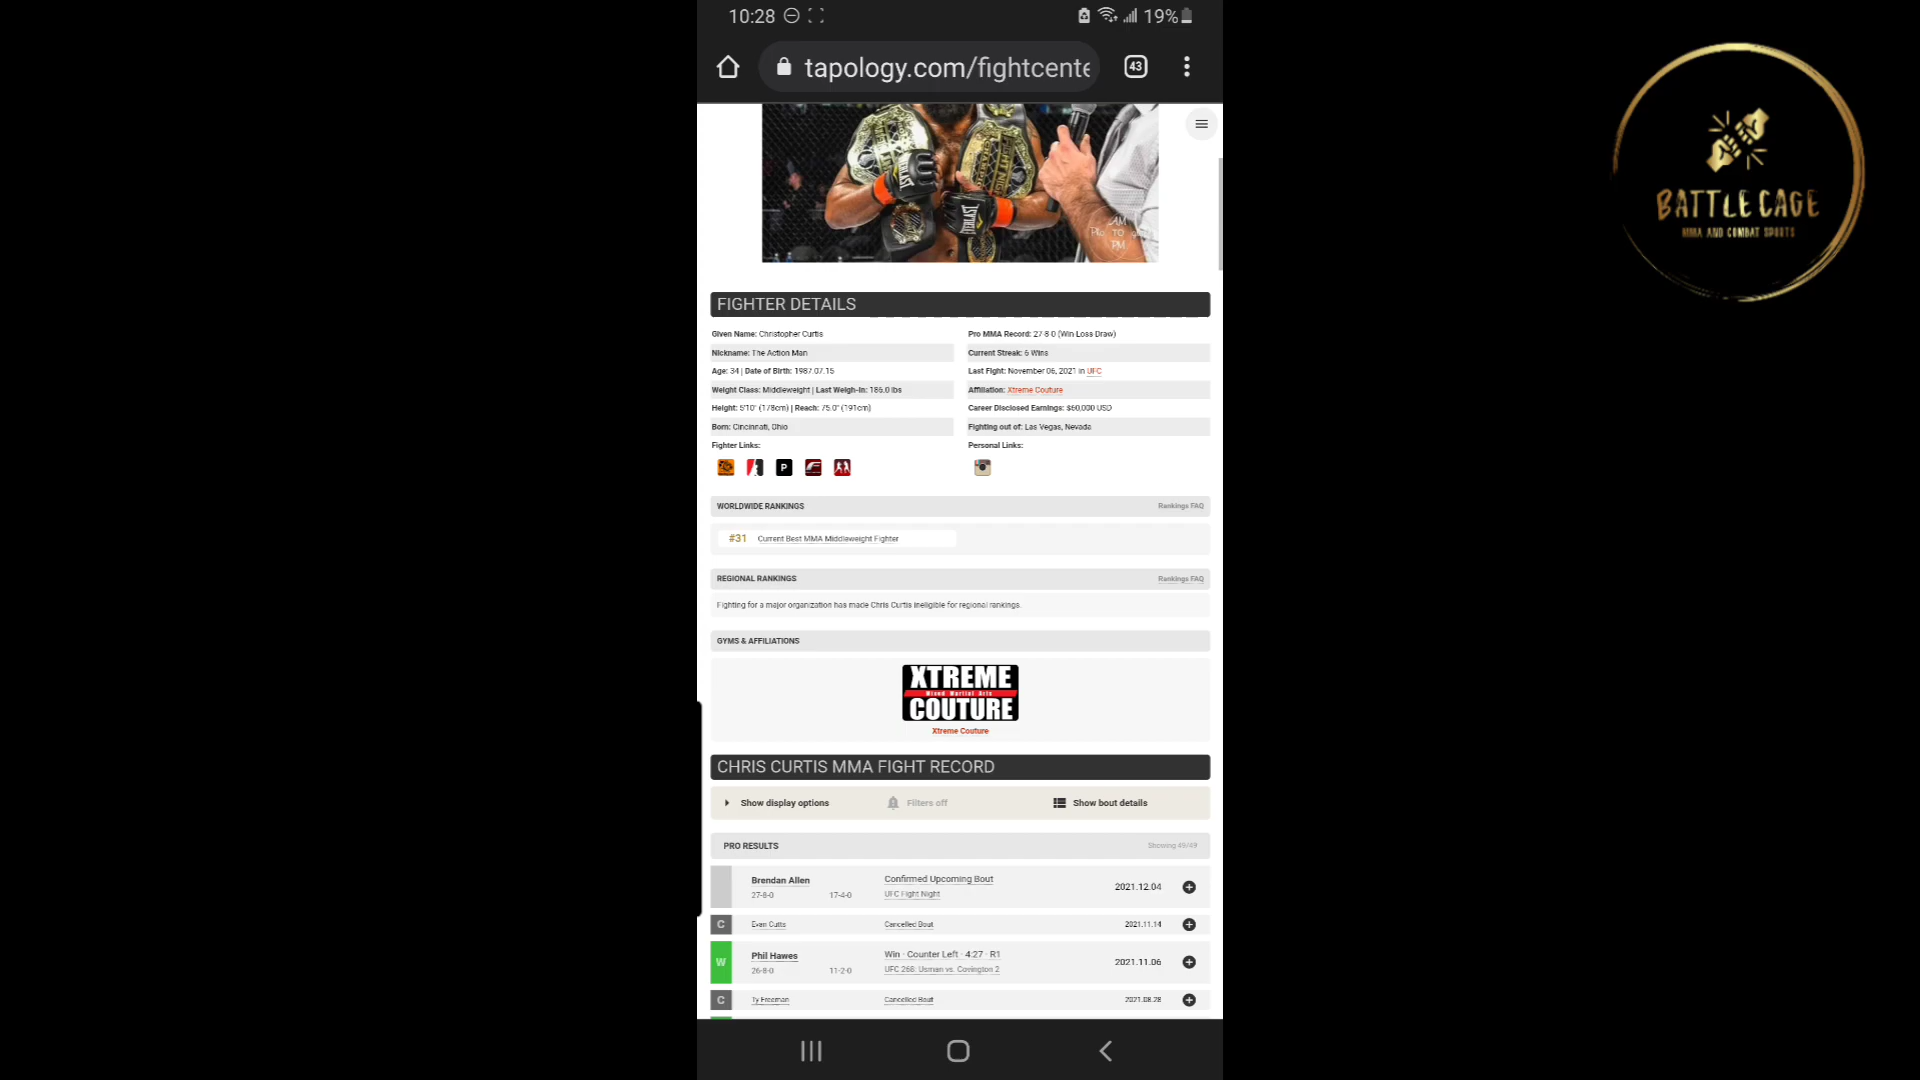 10:28 19%
tapology.com/fightcente 43
EVERLAST
EVERLAST
AM
PM
FIGHTER DETAILS
Given Name: Christopher Curtis
Pro MMA Record: 27-8-0 (Win Loss Draw)
Nickname: The Action Man
Current Streak: 6 Wins
Age: 34 | Date of Birth: 1987.07.15
Last Fight: November 06, 2021 in UFC
Weight Class: Middleweight | Last Weigh-In: 186.0 lbs
Affiliation: Xtreme Couture
Height: 5'10" (178cm) | Reach: 75.0" (191cm)
Career Disclosed Earnings: $60,000 USD
Born: Cincinnati, Ohio
Fighting out of: Las Vegas, Nevada
Fighter Links:
Personal Links:
P
WORLDWIDE RANKINGS Rankings FAQ
#31 Current Best MMA Middleweight Fighter
REGIONAL RANKINGS Rankings FAQ
Fighting for a major organization has made Chris Curtis ineligible for regional rankings.
GYMS & AFFILIATIONS
XTREME
Mixed Martial Arts
COUTURE
Xtreme Couture
CHRIS CURTIS MMA FIGHT RECORD
Show display options Filters off Show bout details
PRO RESULTS Showing 49/49
Brendan Allen Confirmed Upcoming Bout 2021.12.04
27-8-0 17-4-0 UFC Fight Night
C Evan Cutts Cancelled Bout 2021.11.14
W Phil Hawes Win · Counter Left · 4:27 · R1 2021.11.06
26-8-0 11-2-0 UFC 268: Usman vs. Covington 2
C Ty Freeman Cancelled Bout 2021.08.28
BATTLE CAGE
MMA AND COMBAT SPORTS